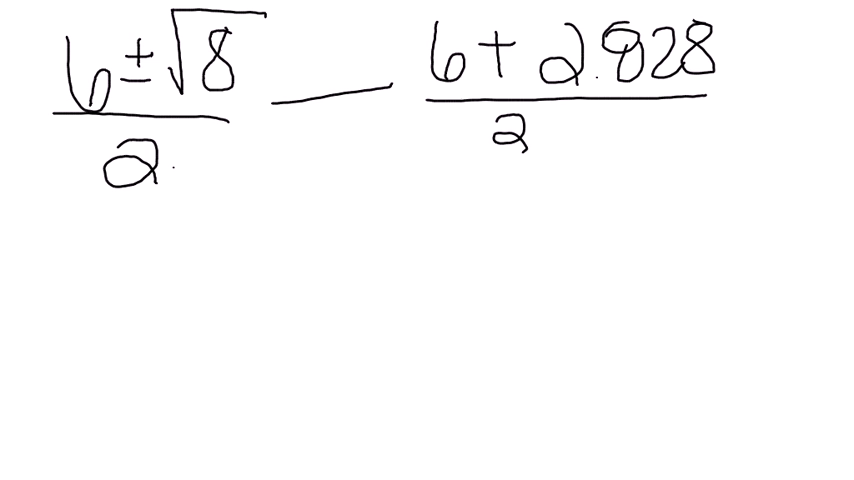 6 ± √8 — 6 + 2.828
2. 2